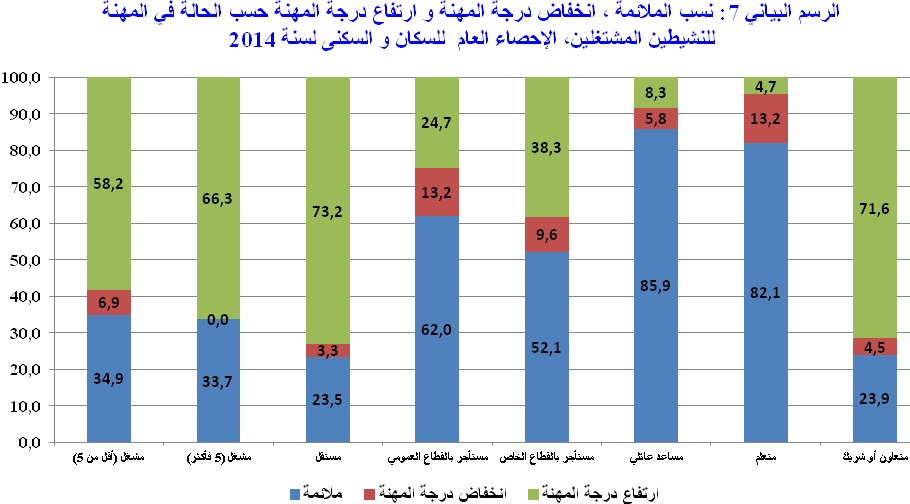 الرسم البياني 7: نسب الملائمة ، انخفاض درجة المهنة و ارتفاع درجة المهنة حسب الحالة في المهنة
للنشيطين المشتغلين، الإحصاء العام للسكان و السكنى لسنة 2014
100,0
90,0
80,0
70,0
60,0
50,0
40,0
30,0
20,0
10,0
0,0
58,2
6,9
34,9
66,3
0,0
33,7
73,2
3,3
23,5
24,7
13,2
62,0
38,3
9,6
52,1
8,3
5,8
85,9
4,7
13,2
82,1
71,6
4,5
23,9
مشغل (أقل من 5)
مشغل (5 فأكثر)
مستقل
مستأجر بالقطاع العمومي
مستأجر بالقطاع الخاص
مساعد عائلي
متعلم
متعاون أو شريك
ملائمة
انخفاض درجة المهنة
ارتفاع درجة المهنة